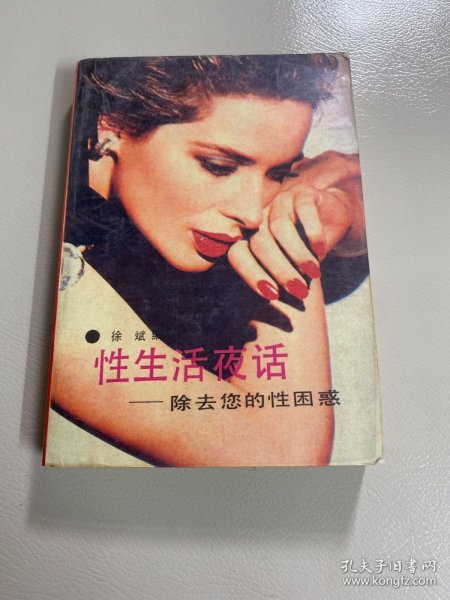 ● 徐 斌
性生活夜话
——除去您的性困惑
孔夫子旧书网
www.kongfz.com